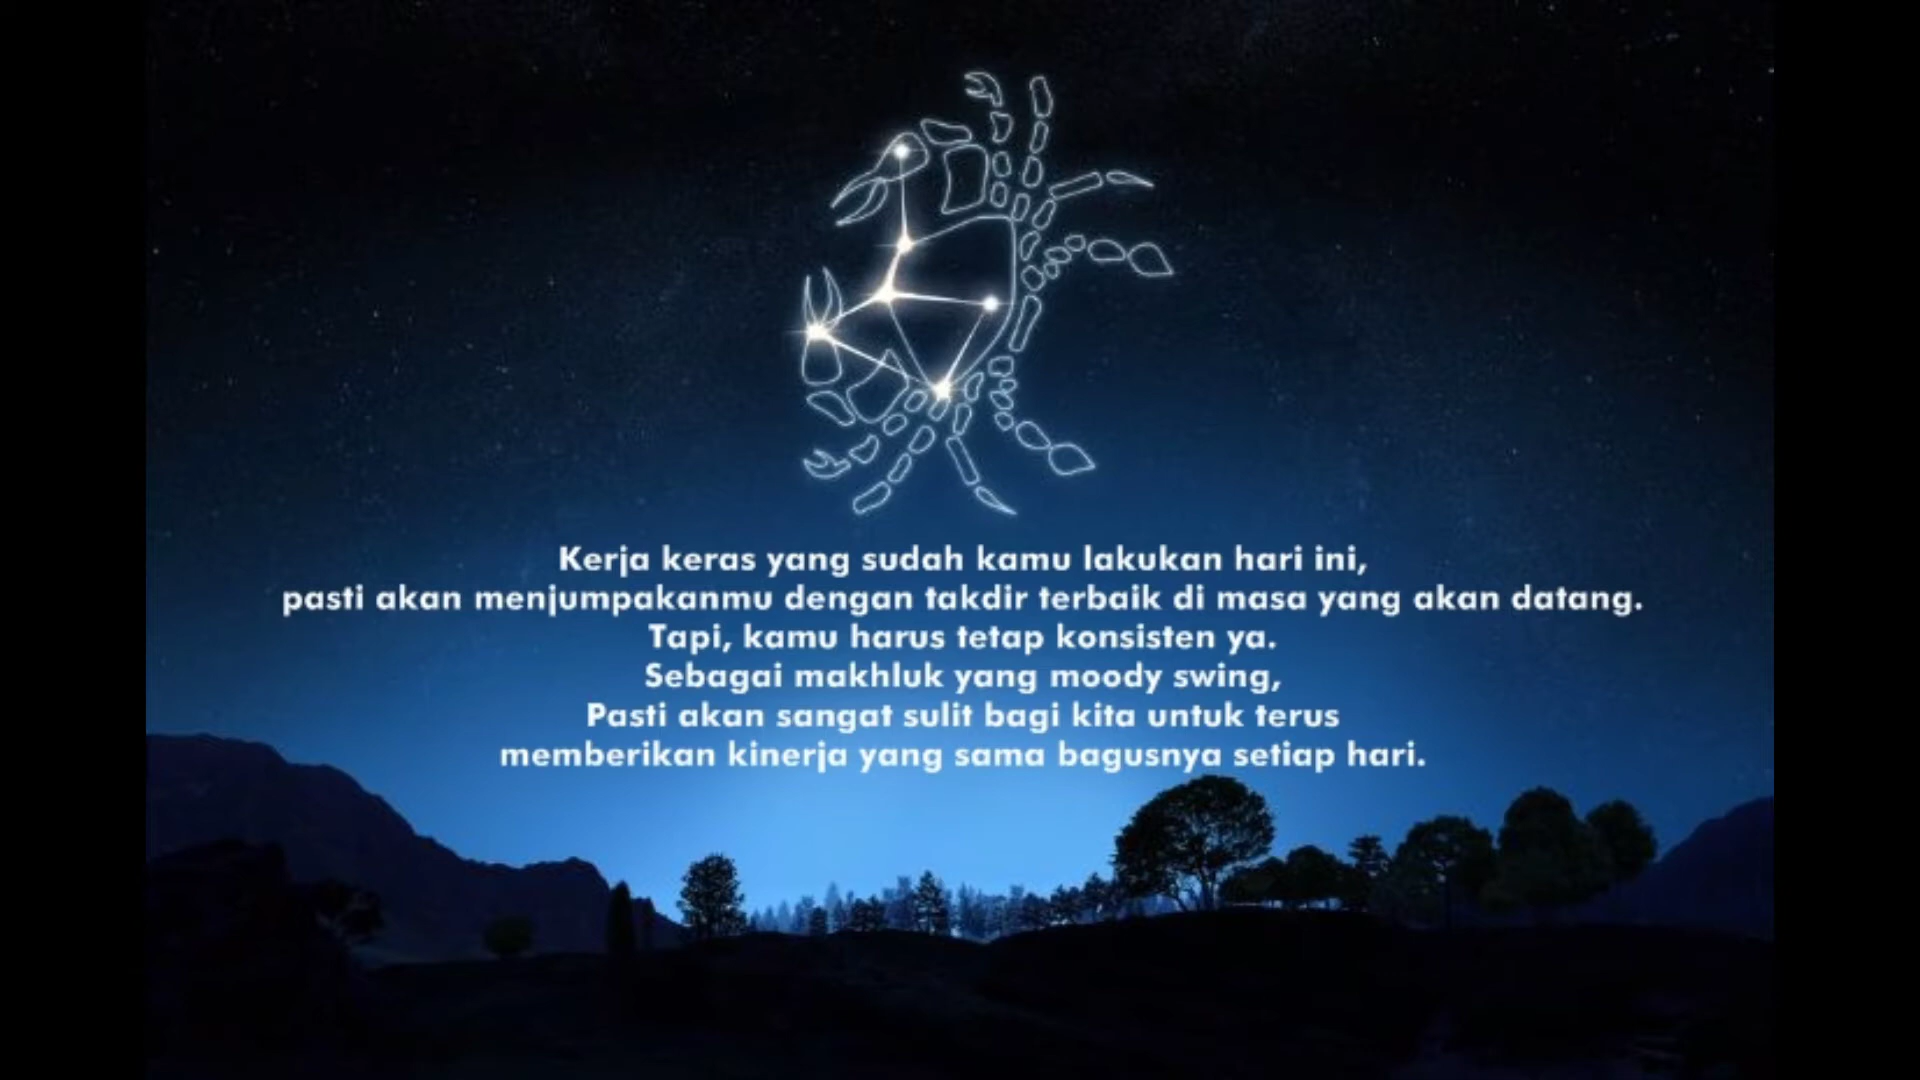 Kerja keras yang sudah kamu lakukan hari ini,
pasti akan menjumpakanmu dengan takdir terbaik di masa yang akan datang.
Tapi, kamu harus tetap konsisten ya.
Sebagai makhluk yang moody swing,
Pasti akan sangat sulit bagi kita untuk terus
memberikan kinerja yang sama bagusnya setiap hari.